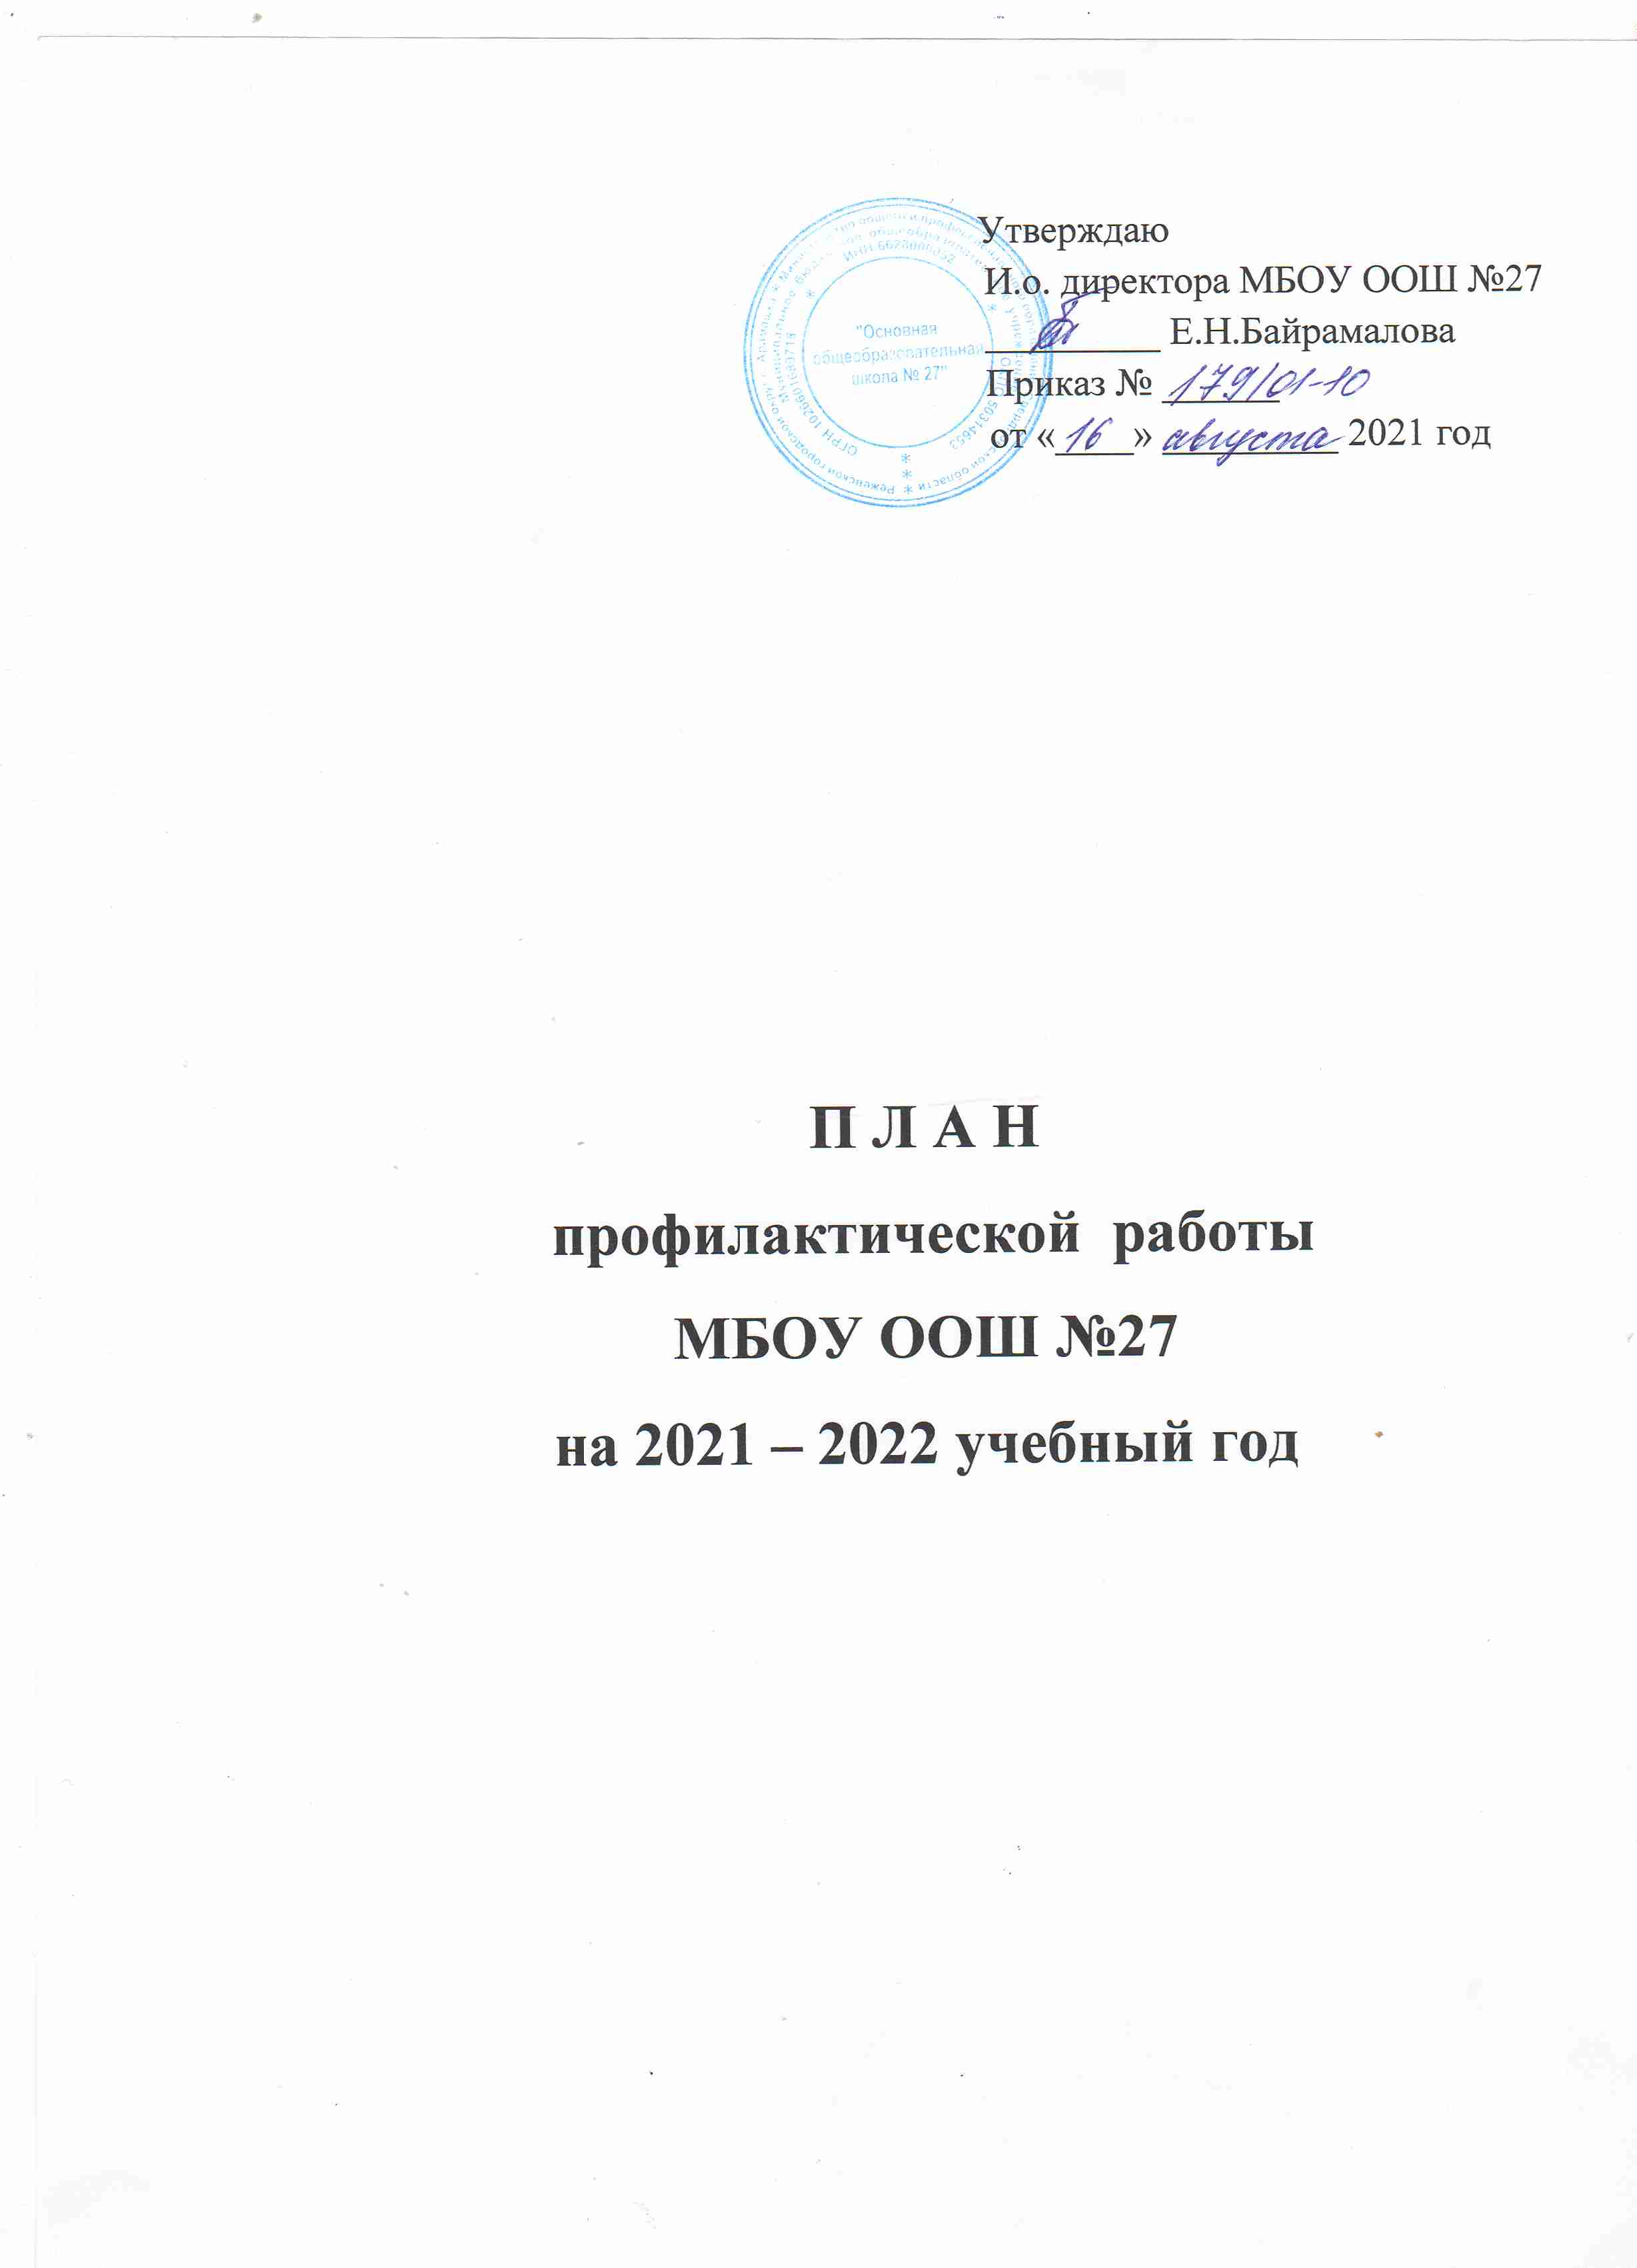 Утверждаю
И.о. директора МБОУ ООШ №27
Е.Н.Байрамалова
Приказ № 179/01-10
от «16» августа 2021 год
"Основная
общеобразовательная
школа № 27"
П Л А Н
профилактической работы
МБОУ ООШ №27
на 2021 – 2022 учебный год